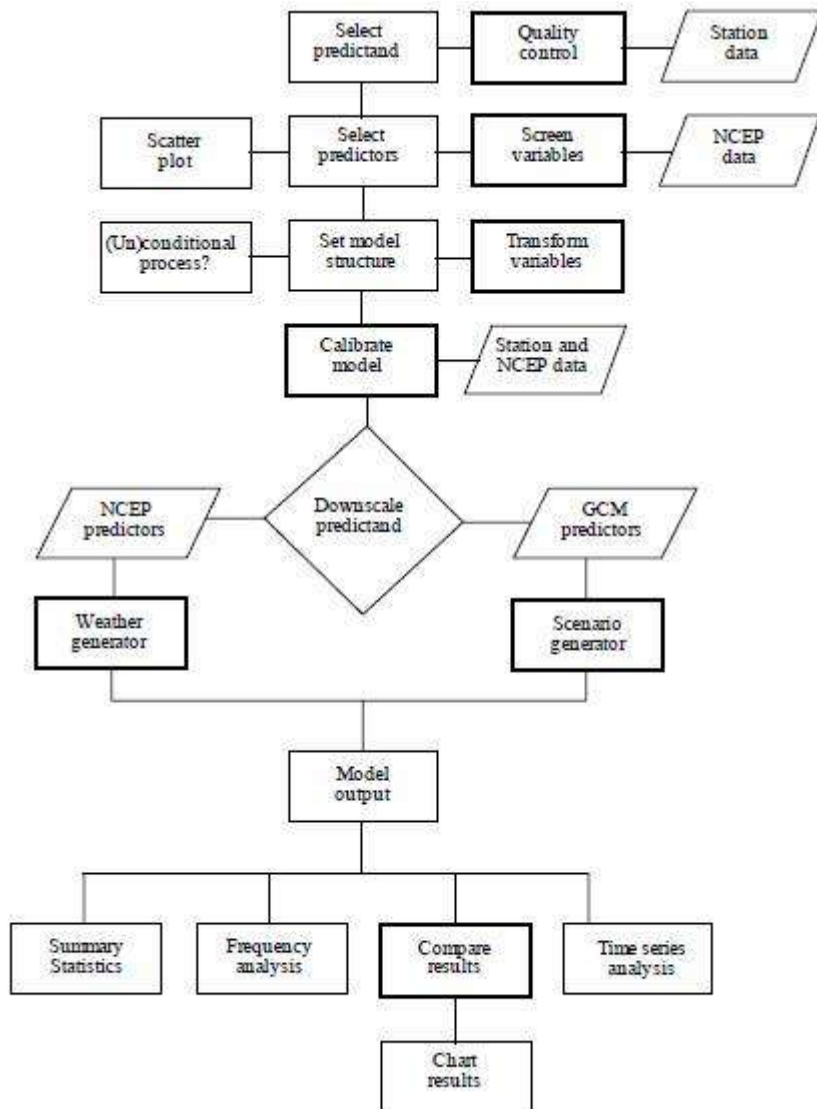 Select
predictand
Quality
control
Station
data
Scatter
plot
Select
predictors
Screen
variables
NCEP
data
(Un)conditional
process?
Set model
structure
Transform
variables
Calibrate
model
Station and
NCEP data
NCEP
predictors
Downscale
predictand
GCM
predictors
Weather
generator
Scenario
generator
Model
output
Summary
Statistics
Frequency
analysis
Compare
results
Time series
analysis
Chart
results